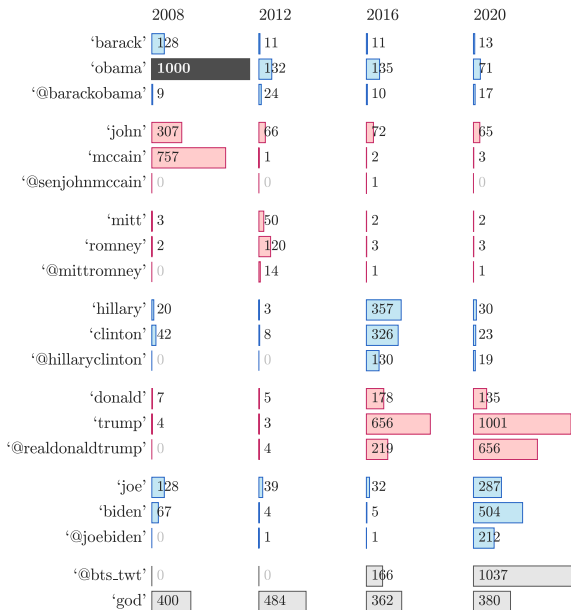 2008 2012 2016 2020
‘barack’ 128 11 11 13
‘obama’ 1000 132 135 71
‘@barackobama’ 9 24 10 17
‘john’ 307 66 72 65
‘mccain’ 757 1 2 3
‘@senjohnmccain’ 0 0 1 0
‘mitt’ 3 50 2 2
‘romney’ 2 120 3 3
‘@mittromney’ 0 14 1 1
‘hillary’ 20 3 357 30
‘clinton’ 42 8 326 23
‘@hillaryclinton’ 0 0 130 19
‘donald’ 7 5 178 135
‘trump’ 4 3 656 1001
‘@realdonaldtrump’ 0 4 219 656
‘joe’ 128 39 32 287
‘biden’ 67 4 5 504
‘@joebiden’ 0 1 1 212
‘@bts_twt’ 0 0 166 1037
‘god’ 400 484 362 380